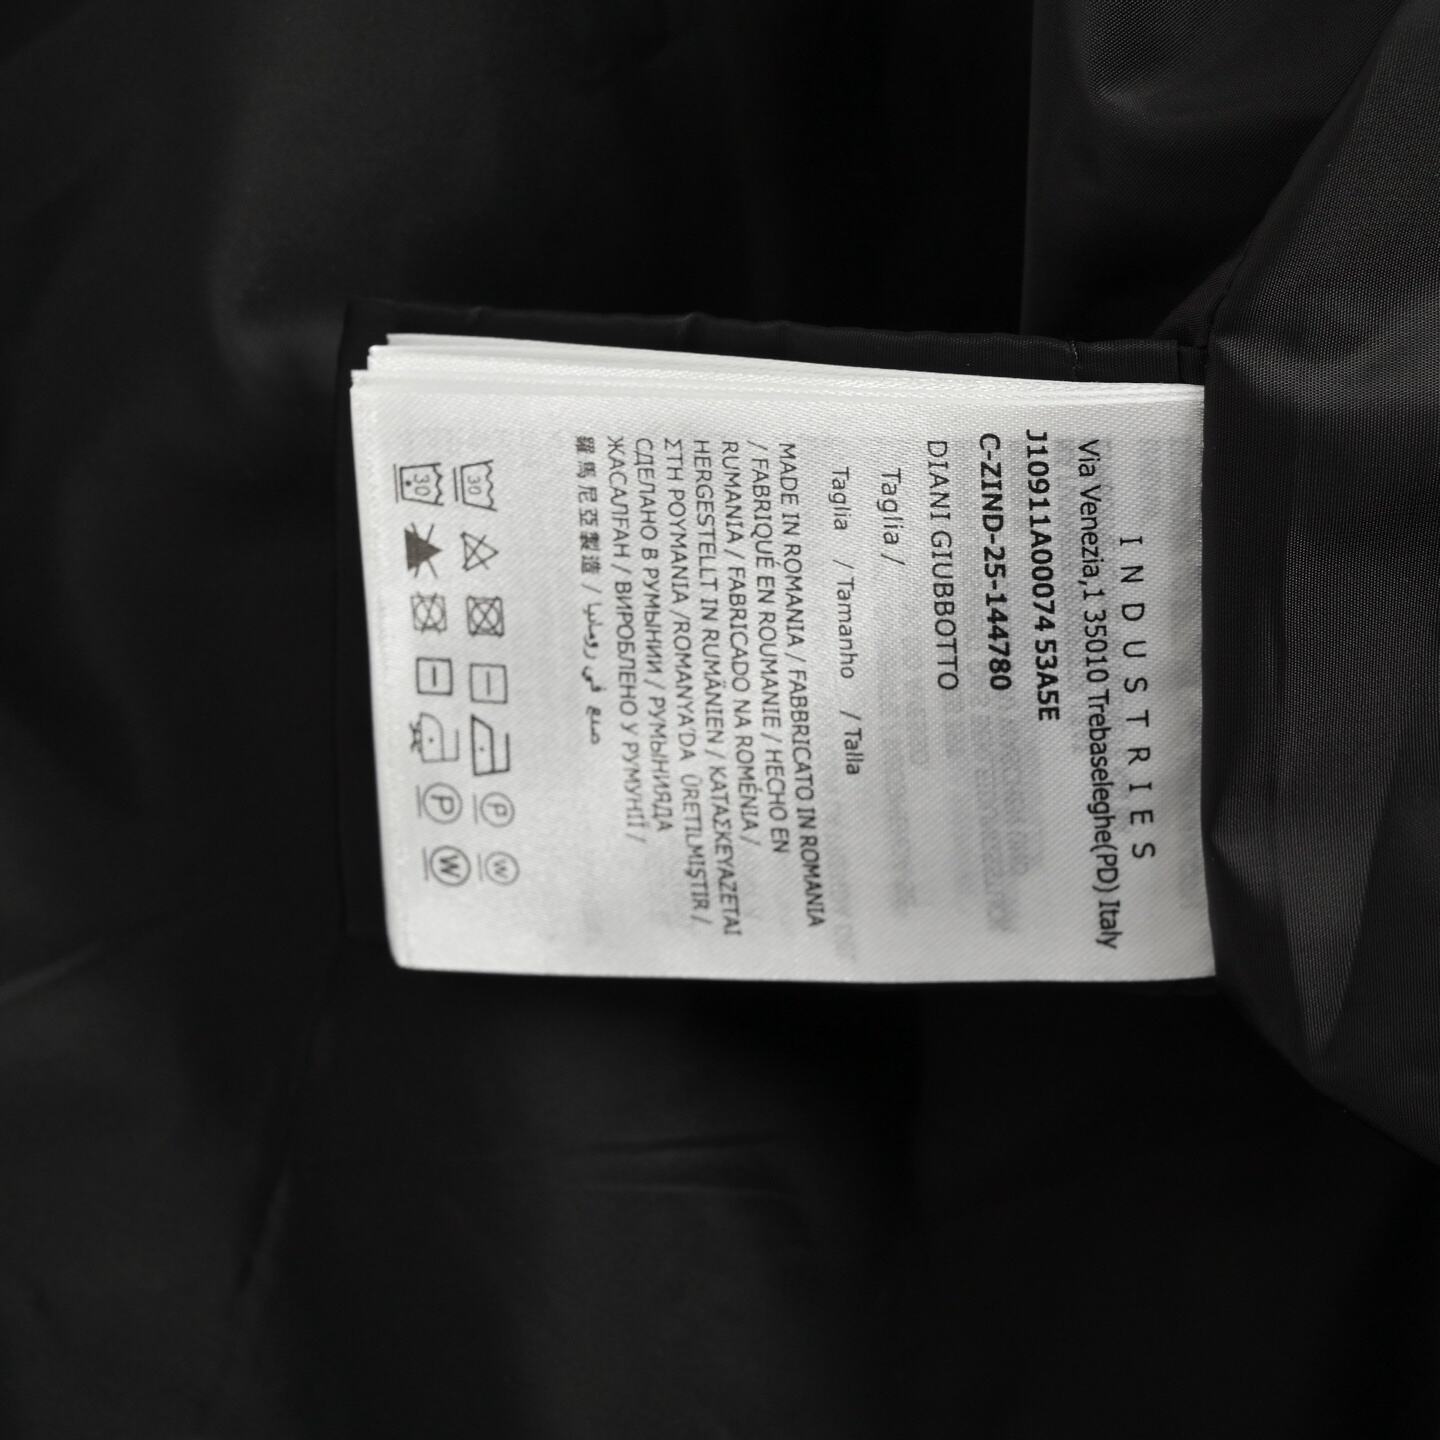 INDUSTRIES
Via Venezia,1 35010 Trebaseleghe(PD) Italy
J10911A00074 53A5E
C-ZIND-25-144780
DIANI GIUBBOTTO
Taglia /
Taglia / Tamanho / Talla
MADE IN ROMANIA / FABBRICATO IN ROMANIA
/ FABRIQUÉ EN ROUMANIE / HECHO EN
RUMANIA / FABRICADO NA ROMÉNIA /
HERGESTELLT IN RUMÄNIEN / ΚΑΤΑΣΚΕΥΑΖΕΤΑΙ
ΣΤΗ ΡΟΥΜΑΝΙΑ /ROMANYA'DA ÜRETILMIŞTIR /
СДЕЛАНО В РУМЫНИИ / РУМЫНИЯДА
ЖАСАЛҒАН / ВИРОБЛЕНО У РУМУНІЇ /
羅馬尼亞製造 / صنع في رومانيا
30 P W
30 P W